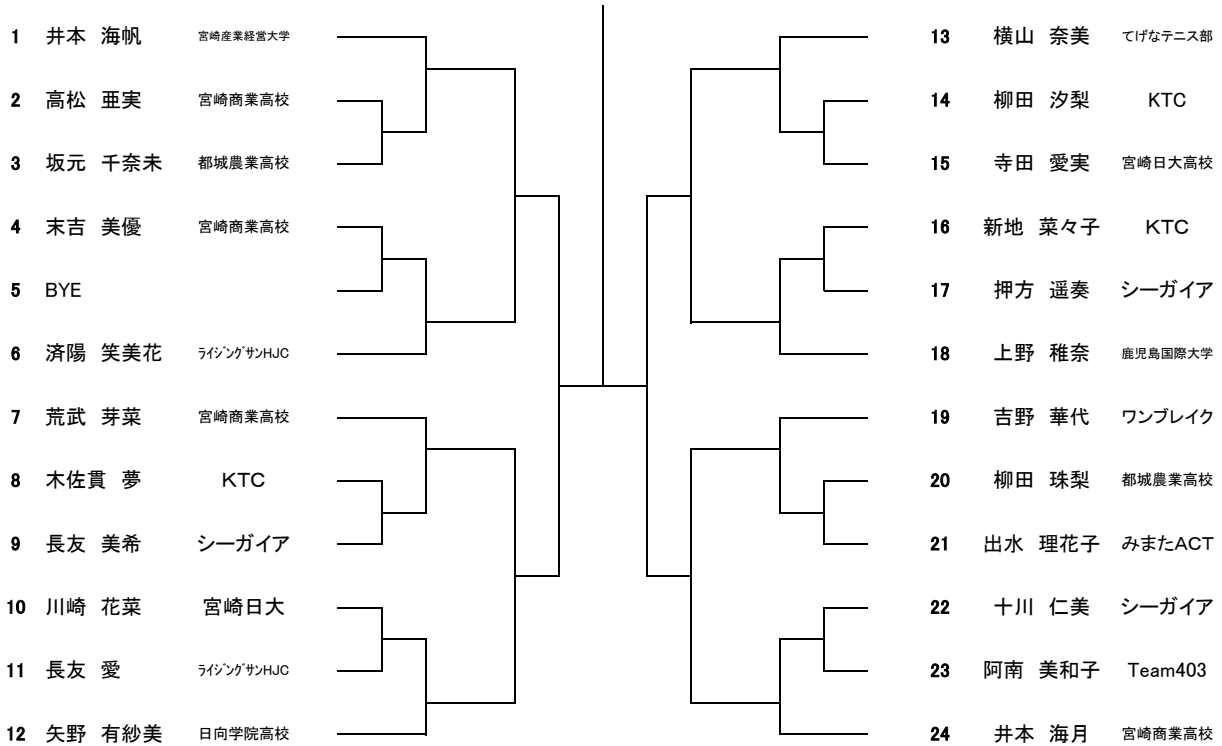 1 井本 海帆 宮崎産業経営大学
2 高松 亜実 宮崎商業高校
3 坂元 千奈未 都城農業高校
4 末吉 美優 宮崎商業高校
5 BYE
6 済陽 笑美花 ﾗｲｼﾞﾝｸﾞｻﾝHJC
7 荒武 芽菜 宮崎商業高校
8 木佐貫 夢 KTC
9 長友 美希 シーガイア
10 川崎 花菜 宮崎日大
11 長友 愛 ﾗｲｼﾞﾝｸﾞｻﾝHJC
12 矢野 有紗美 日向学院高校
13 横山 奈美 てげなテニス部
14 柳田 汐梨 KTC
15 寺田 愛実 宮崎日大高校
16 新地 菜々子 KTC
17 押方 遥奏 シーガイア
18 上野 稚奈 鹿児島国際大学
19 吉野 華代 ワンブレイク
20 柳田 珠梨 都城農業高校
21 出水 理花子 みまたACT
22 十川 仁美 シーガイア
23 阿南 美和子 Team403
24 井本 海月 宮崎商業高校